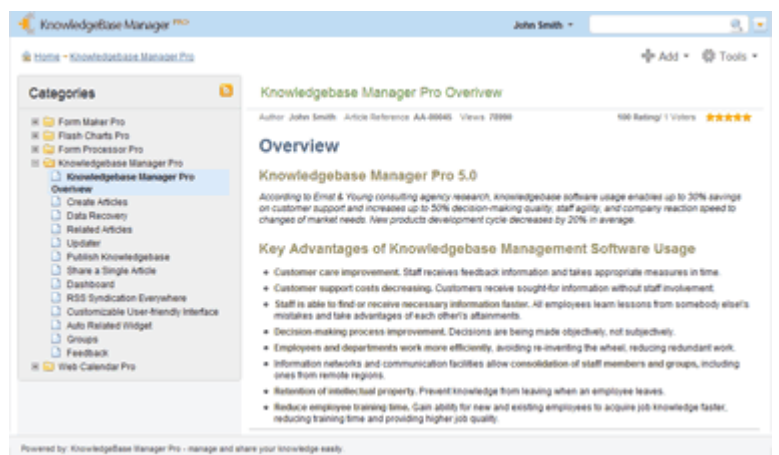 KnowledgeBase Manager PRO
John Smith
Home ~ Knowledgebase Manager Pro
Add
Tools
Categories
Form Maker Pro
Flash Charts Pro
Form Processor Pro
Knowledgebase Manager Pro
Knowledgebase Manager Pro
Overivew
Create Articles
Data Recovery
Related Articles
Updater
Publish Knowledgebase
Share a Single Article
Dashboard
RSS Syndication Everywhere
Customizable User-friendly Interface
Auto Related Widget
Groups
Feedback
Web Calendar Pro
Knowledgebase Manager Pro Overivew
Author John Smith Article Reference AA-00045 Views 78990
100 Rating/ 1 Voters
Overview
Knowledgebase Manager Pro 5.0
According to Ernst & Young consulting agency research, knowledgebase software usage enables up to 30% savings
on customer support and increases up to 50% decision-making quality, staff agility, and company reaction speed to
changes of market needs. New products development cycle decreases by 20% in average.
Key Advantages of Knowledgebase Management Software Usage
Customer care improvement. Staff receives feedback information and takes appropriate measures in time.
Customer support costs decreasing. Customers receive sought-for information without staff involvement.
Staff is able to find or receive necessary information faster. All employees learn lessons from somebody elseЃs
mistakes and take advantages of each otherЃs attainments.
Decision-making process improvement. Decisions are being made objectively, not subjectively.
Employees and departments work more efficiently, avoiding re-inventing the wheel, reducing redundant work.
Information networks and communication facilities allow consolidation of staff members and groups, including
ones from remote regions.
Retention of intellectual property. Prevent knowledge from leaving when an employee leaves.
Reduce employee training time. Gain ability for new and existing employees to acquire job knowledge faster,
reducing training time and providing higher job quality.
Powered by: KnowledgeBase Manager Pro - manage and share your knowledge easily.